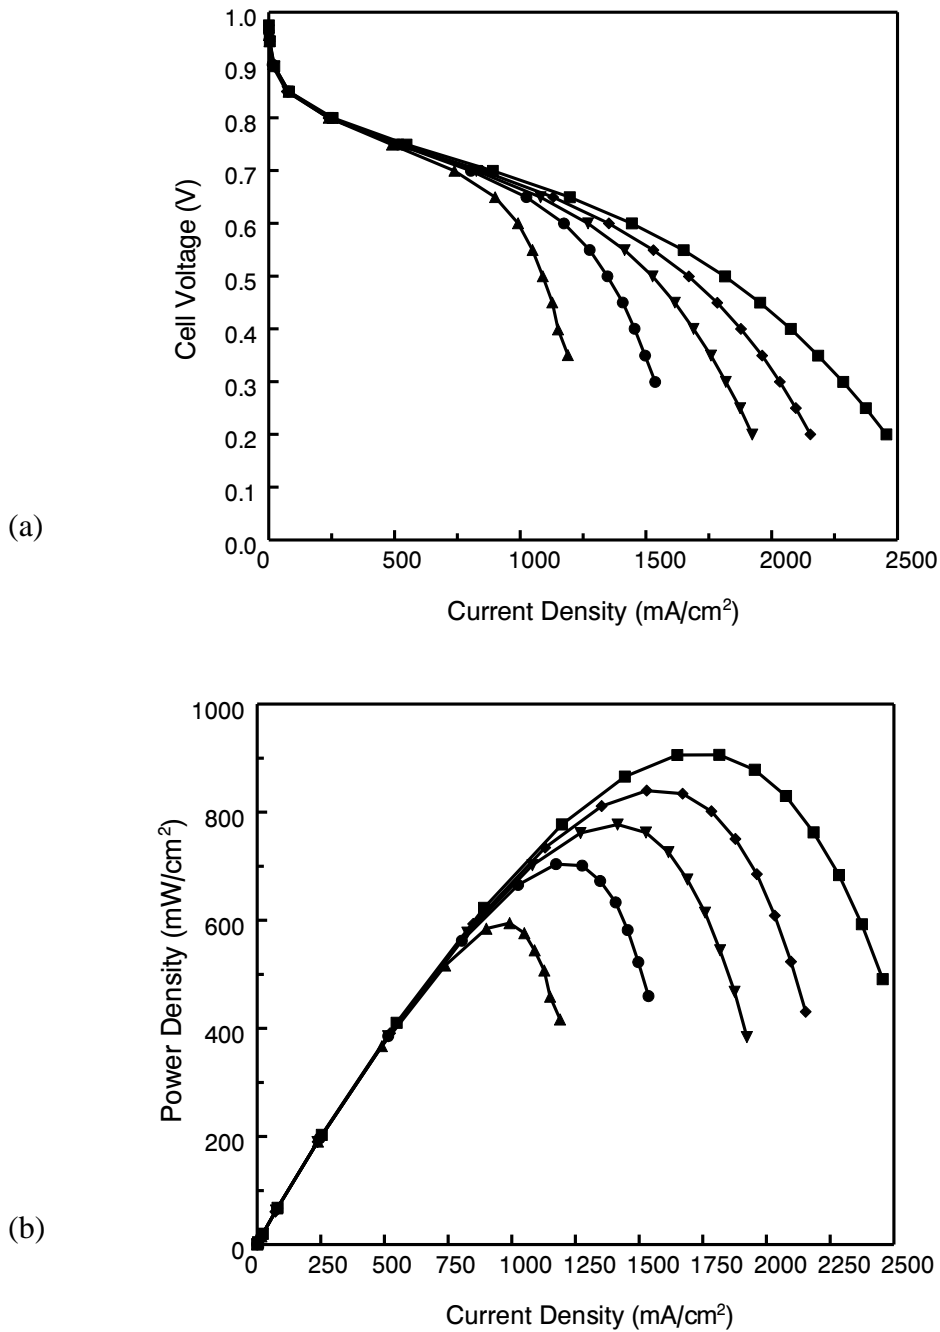 1.0
0.9
0.8
0.7
0.6
0.5
0.4
0.3
0.2
0.1
0.0
Cell Voltage (V)
(a)
0 500 1000 1500 2000 2500
Current Density (mA/cm²)
1000
800
600
400
200
0
Power Density (mW/cm²)
(b)
0 250 500 750 1000 1250 1500 1750 2000 2250 2500
Current Density (mA/cm²)